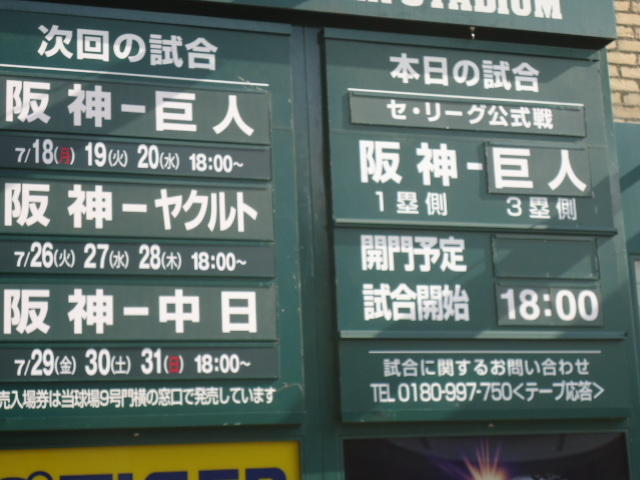 STADIUM
次回の試合
阪神-巨人
7/18(月) 19(火) 20(水) 18:00~
阪神-ヤクルト
7/26(火) 27(水) 28(木) 18:00~
阪神-中日
7/29(金) 30(土) 31(日) 18:00~
売入場券は当球場9号門横の窓口で発売しています
本日の試合
セ・リーグ公式戦
阪神-巨人
1塁側 3塁側
開門予定
試合開始 18:00
試合に関するお問い合わせ
TEL 0180-997-750<テープ応答>
TIGER